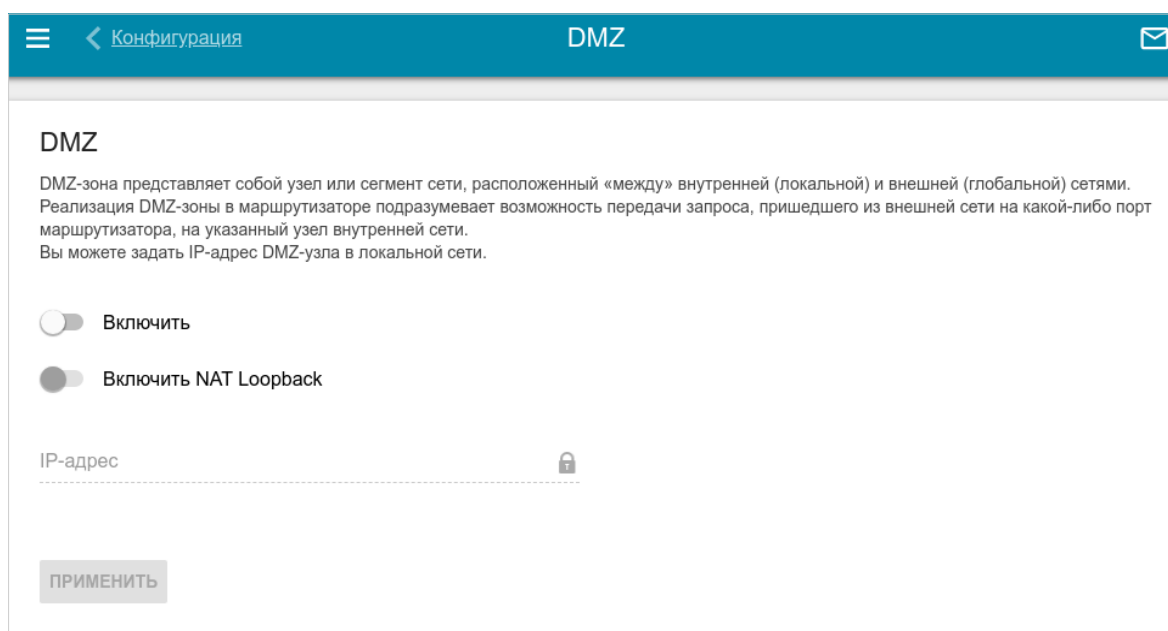 Конфигурация
DMZ
DMZ
DMZ-зона представляет собой узел или сегмент сети, расположенный «между» внутренней (локальной) и внешней (глобальной) сетями.
Реализация DMZ-зоны в маршрутизаторе подразумевает возможность передачи запроса, пришедшего из внешней сети на какой-либо порт
маршрутизатора, на указанный узел внутренней сети.
Вы можете задать IP-адрес DMZ-узла в локальной сети.
Включить
Включить NAT Loopback
IP-адрес
ПРИМЕНИТЬ